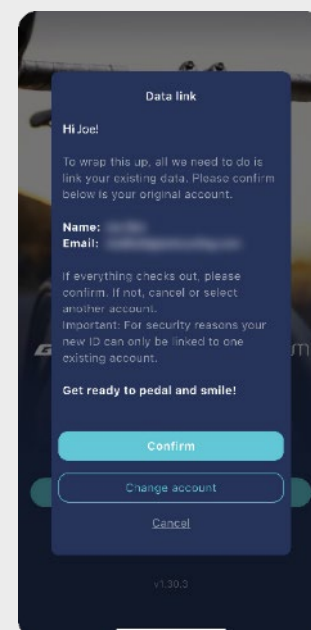 Data link
Hi Joe!
To wrap this up, all we need to do is
link your existing data. Please confirm
below is your original account.
Name:
Email:
If everything checks out, please
confirm. If not, cancel or select
another account.
Important: For security reasons your
new ID can only be linked to one
existing account.
Get ready to pedal and smile!
Confirm
Change account
Cancel
v1.30.3